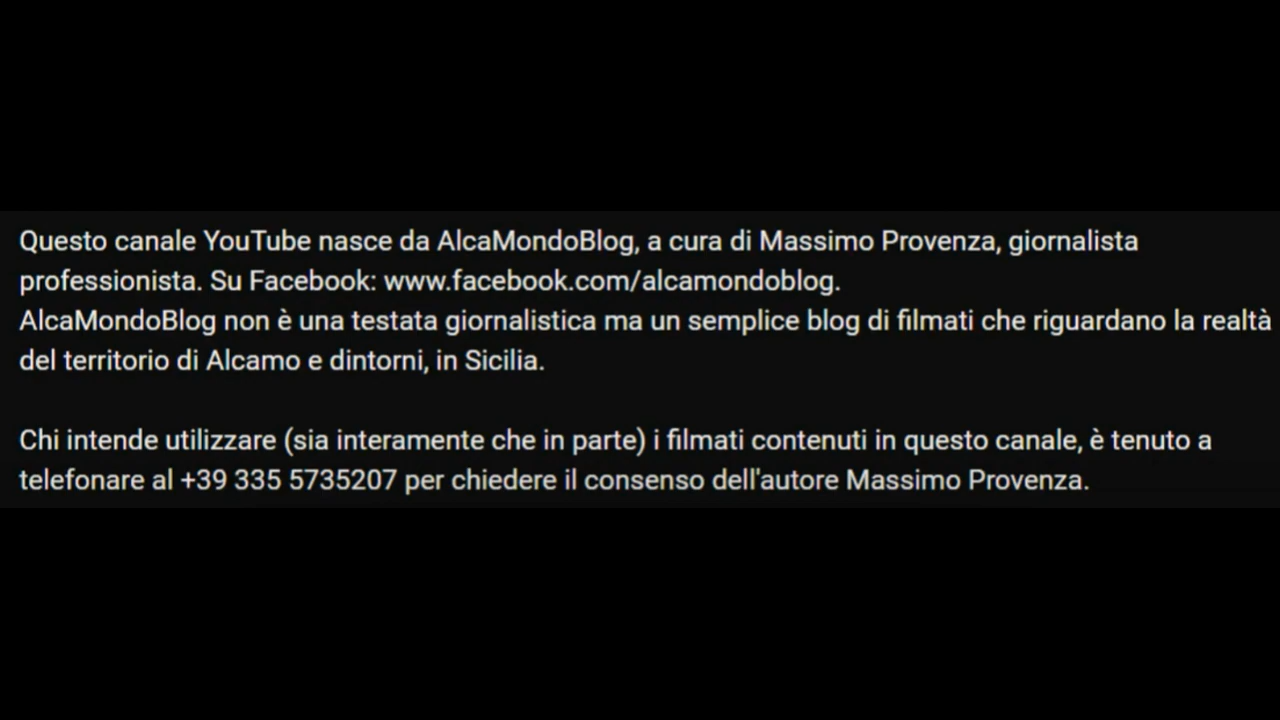 Questo canale YouTube nasce da AlcaMondoBlog, a cura di Massimo Provenza, giornalista
professionista. Su Facebook: www.facebook.com/alcamondoblog.
AlcaMondoBlog non è una testata giornalistica ma un semplice blog di filmati che riguardano la realtà
del territorio di Alcamo e dintorni, in Sicilia.
Chi intende utilizzare (sia interamente che in parte) i filmati contenuti in questo canale, è tenuto a
telefonare al +39 335 5735207 per chiedere il consenso dell'autore Massimo Provenza.